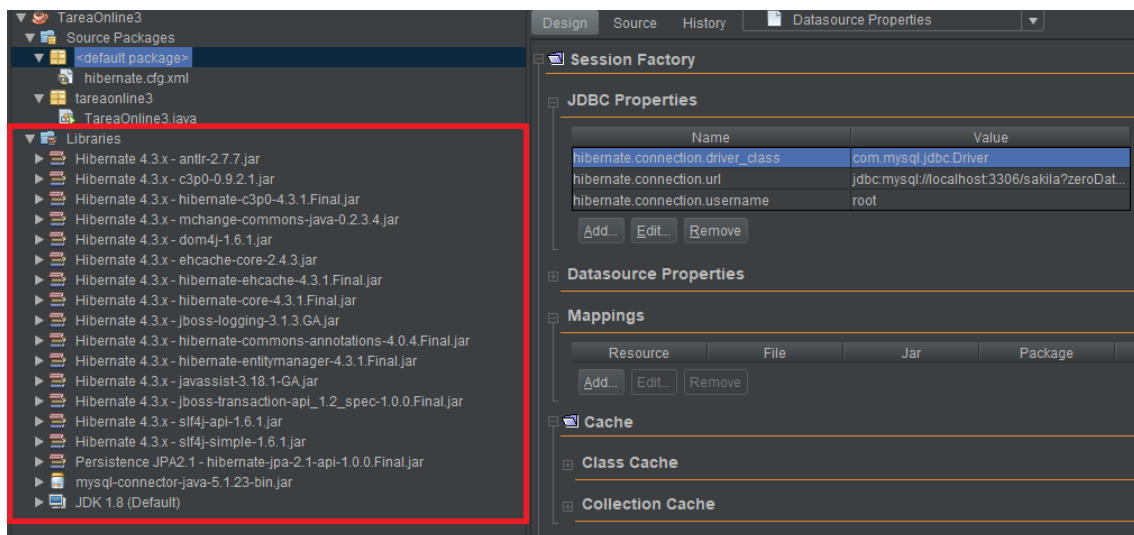 TareaOnline3
Source Packages
<default package>
hibernate.cfg.xml
tareaonline3
TareaOnline3.java
Libraries
Hibernate 4.3.x - antlr-2.7.7.jar
Hibernate 4.3.x - c3p0-0.9.2.1.jar
Hibernate 4.3.x - hibernate-c3p0-4.3.1.Final.jar
Hibernate 4.3.x - mchange-commons-java-0.2.3.4.jar
Hibernate 4.3.x - dom4j-1.6.1.jar
Hibernate 4.3.x - ehcache-core-2.4.3.jar
Hibernate 4.3.x - hibernate-ehcache-4.3.1.Final.jar
Hibernate 4.3.x - hibernate-core-4.3.1.Final.jar
Hibernate 4.3.x - jboss-logging-3.1.3.GA.jar
Hibernate 4.3.x - hibernate-commons-annotations-4.0.4.Final.jar
Hibernate 4.3.x - hibernate-entitymanager-4.3.1.Final.jar
Hibernate 4.3.x - javassist-3.18.1-GA.jar
Hibernate 4.3.x - jboss-transaction-api_1.2_spec-1.0.0.Final.jar
Hibernate 4.3.x - slf4j-api-1.6.1.jar
Hibernate 4.3.x - slf4j-simple-1.6.1.jar
Persistence JPA2.1 - hibernate-jpa-2.1-api-1.0.0.Final.jar
mysql-connector-java-5.1.23-bin.jar
JDK 1.8 (Default)
Design Source History Datasource Properties
Session Factory
JDBC Properties
Name Value
hibernate.connection.driver_class com.mysql.jdbc.Driver
hibernate.connection.url jdbc:mysql://localhost:3306/sakila?zeroDat...
hibernate.connection.username root
Add... Edit... Remove
Datasource Properties
Mappings
Resource File Jar Package
Add... Edit... Remove
Cache
Class Cache
Collection Cache